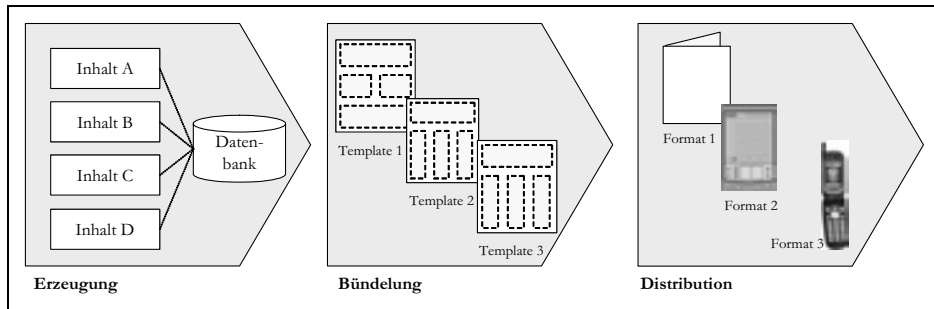 Inhalt A
Inhalt B
Inhalt C
Inhalt D
Daten-
bank
Erzeugung
Template 1
Template 2
Template 3
Bündelung
Format 1
Format 2
Format 3
Distribution